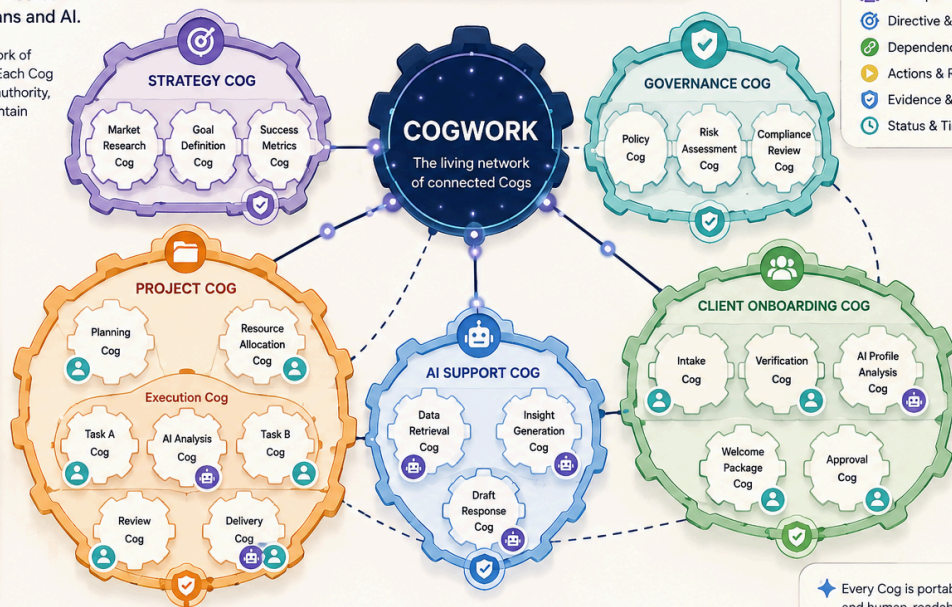 ans and AI.
ork of
Each Cog
authority,
ntain
STRATEGY COG
Market
Research
Cog
Goal
Definition
Cog
Success
Metrics
Cog
COGWORK
The living network
of connected Cogs
GOVERNANCE COG
Policy
Cog
Risk
Assessment
Cog
Compliance
Review
Cog
Directive &
Dependenc
Actions & R
Evidence &
Status & Ti
PROJECT COG
Planning
Cog
Resource
Allocation
Cog
Execution Cog
Task A
Cog
AI Analysis
Cog
Task B
Cog
Review
Cog
Delivery
Cog
AI SUPPORT COG
Data
Retrieval
Cog
Insight
Generation
Cog
Draft
Response
Cog
CLIENT ONBOARDING COG
Intake
Cog
Verification
Cog
AI Profile
Analysis
Cog
Welcome
Package
Cog
Approval
Cog
Every Cog is portab